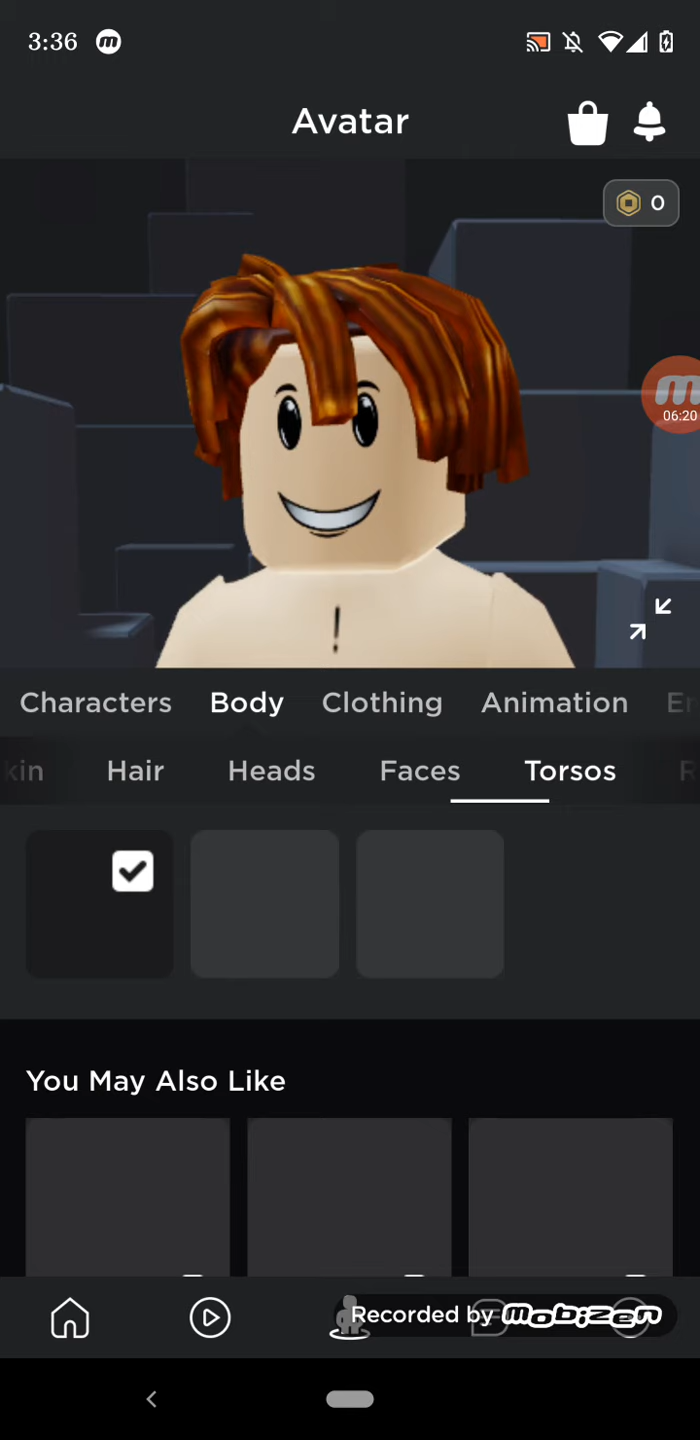 3:36
Avatar
0
06:20
Characters Body Clothing Animation
Hair Heads Faces Torsos
You May Also Like
Recorded by mobizen